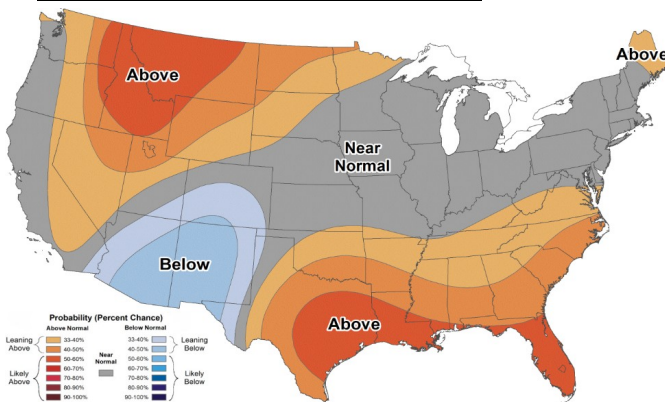 Above
Above
Near
Normal
Below
Above
Probability (Percent Chance)
Above Normal
Below Normal
Leaning
Above
33-40%
40-50%
Likely
Above
50-60%
60-70%
70-80%
80-90%
90-100%
Near
Normal
33-40%
40-50%
Leaning
Below
50-60%
60-70%
70-80%
80-90%
90-100%
Likely
Below